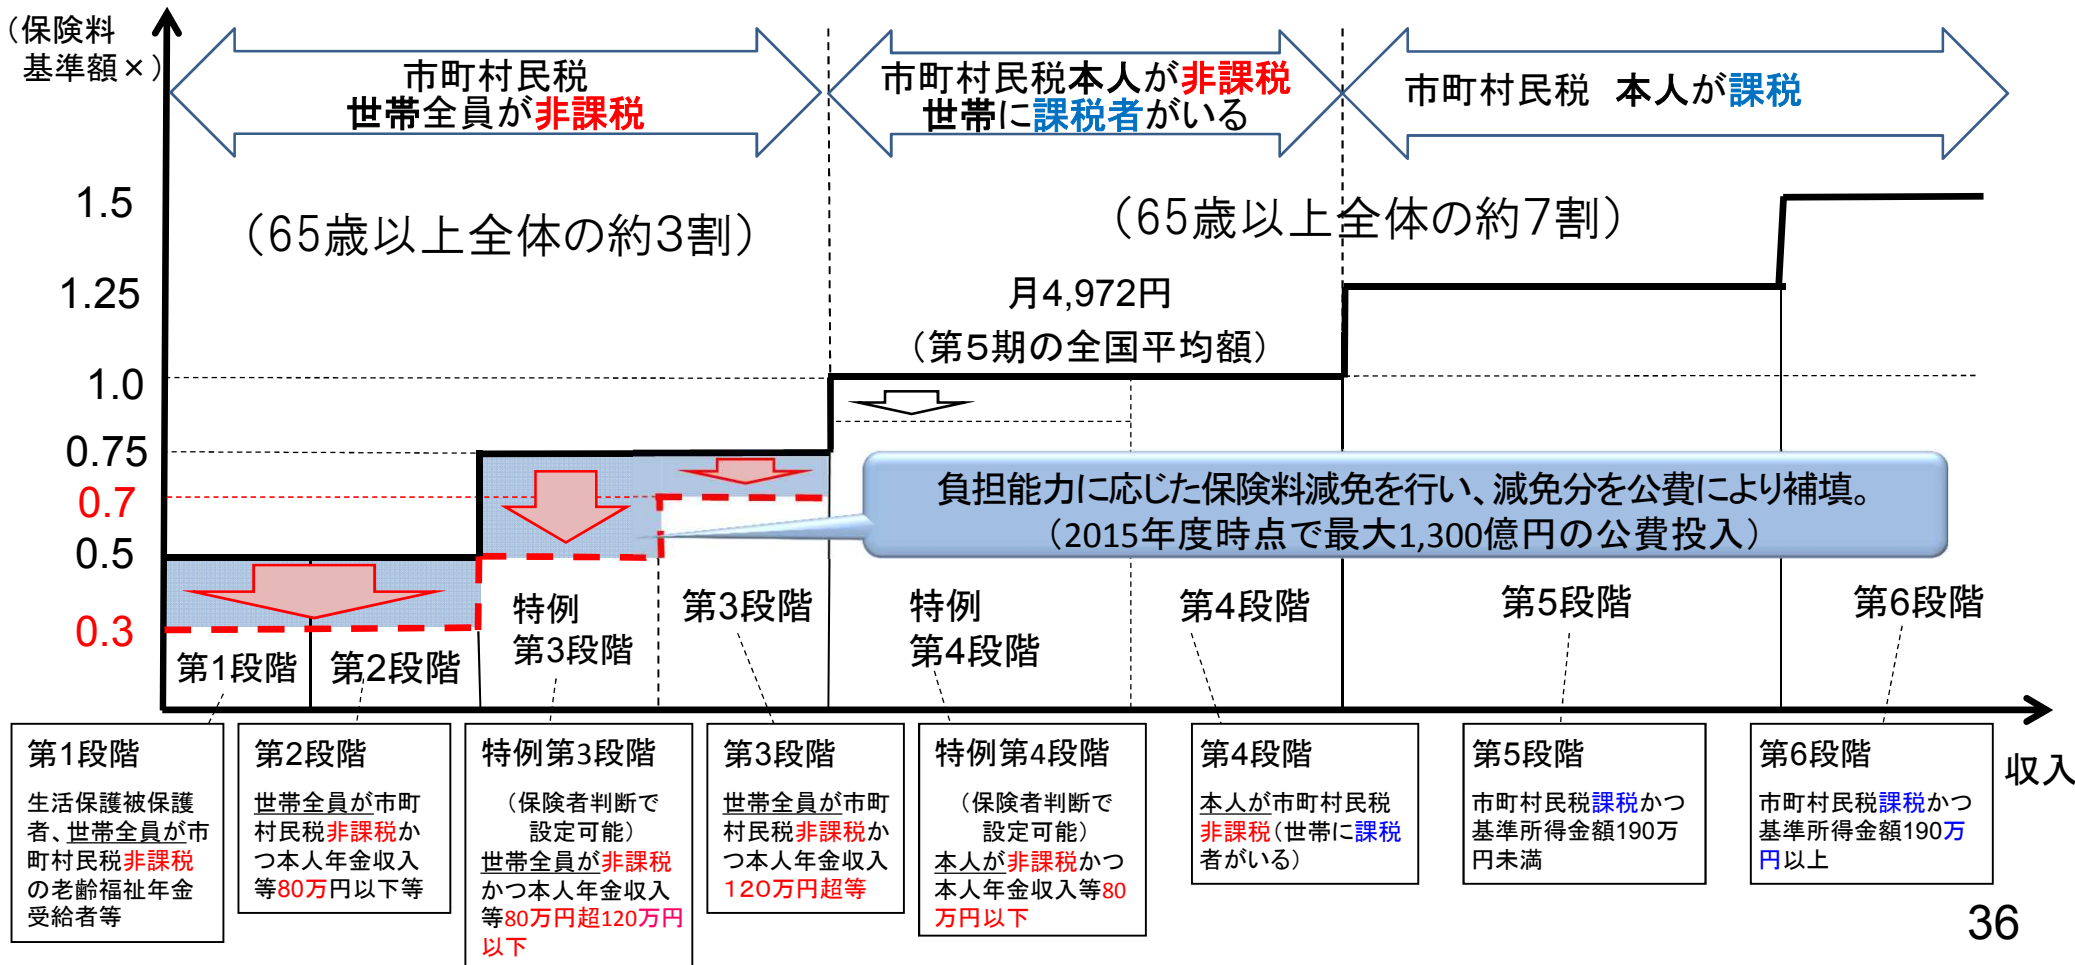 (保険料
基準額×)
市町村民税
世帯全員が非課税
市町村民税本人が非課税
世帯に課税者がいる
市町村民税 本人が課税
1.5
(65歳以上全体の約3割)
(65歳以上全体の約7割)
1.25
月4,972円
(第5期の全国平均額)
1.0
0.75
0.7
負担能力に応じた保険料減免を行い、減免分を公費により補填。
(2015年度時点で最大1,300億円の公費投入)
0.5
0.3
第1段階
第2段階
特例
第3段階
第3段階
特例
第4段階
第4段階
第5段階
第6段階
収入
第1段階
生活保護被保護
者、世帯全員が市
町村民税非課税
の老齢福祉年金
受給者等
第2段階
世帯全員が市町
村民税非課税か
つ本人年金収入
等80万円以下等
特例第3段階
(保険者判断で
設定可能)
世帯全員が非課税
かつ本人年金収入
等80万円超120万円
以下
第3段階
世帯全員が市町
村民税非課税か
つ本人年金収入
120万円超等
特例第4段階
(保険者判断で
設定可能)
本人が非課税かつ
本人年金収入等80
万円以下
第4段階
本人が市町村民税
非課税(世帯に課税
者がいる)
第5段階
市町村民税課税かつ
基準所得金額190万
円未満
第6段階
市町村民税課税かつ
基準所得金額190万
円以上
36